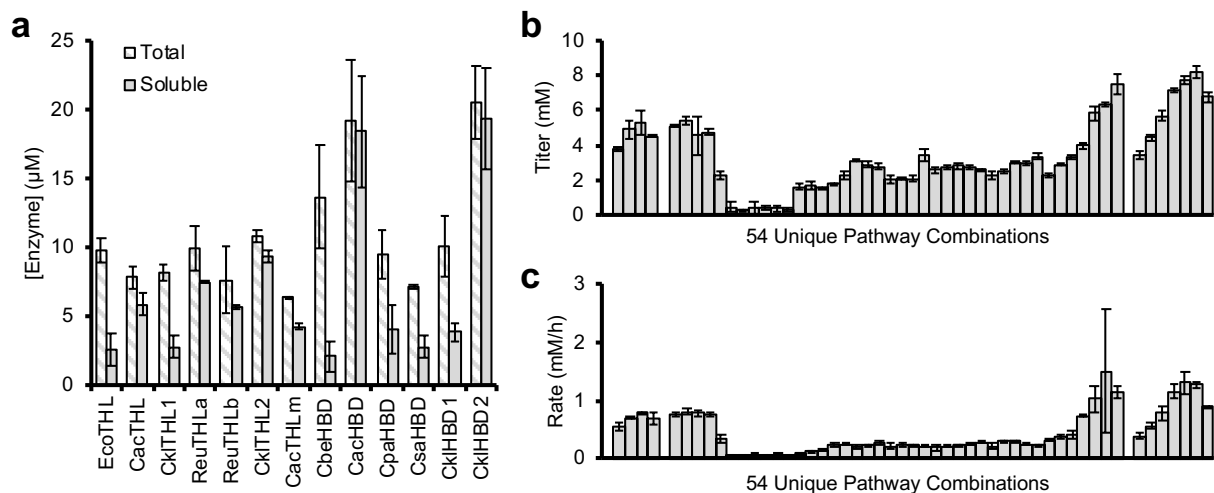 a
25
20
15
10
5
0
[Enzyme] (µM)
Total
Soluble
EcoTHL
CacTHL
CklTHL1
ReuTHLa
ReuTHLb
CklTHL2
CacTHLm
CbeHBD
CacHBD
CpaHBD
CsaHBD
CklHBD1
CklHBD2
b
10
8
6
4
2
0
Titer (mM)
54 Unique Pathway Combinations
c
3
2
1
0
Rate (mM/h)
54 Unique Pathway Combinations